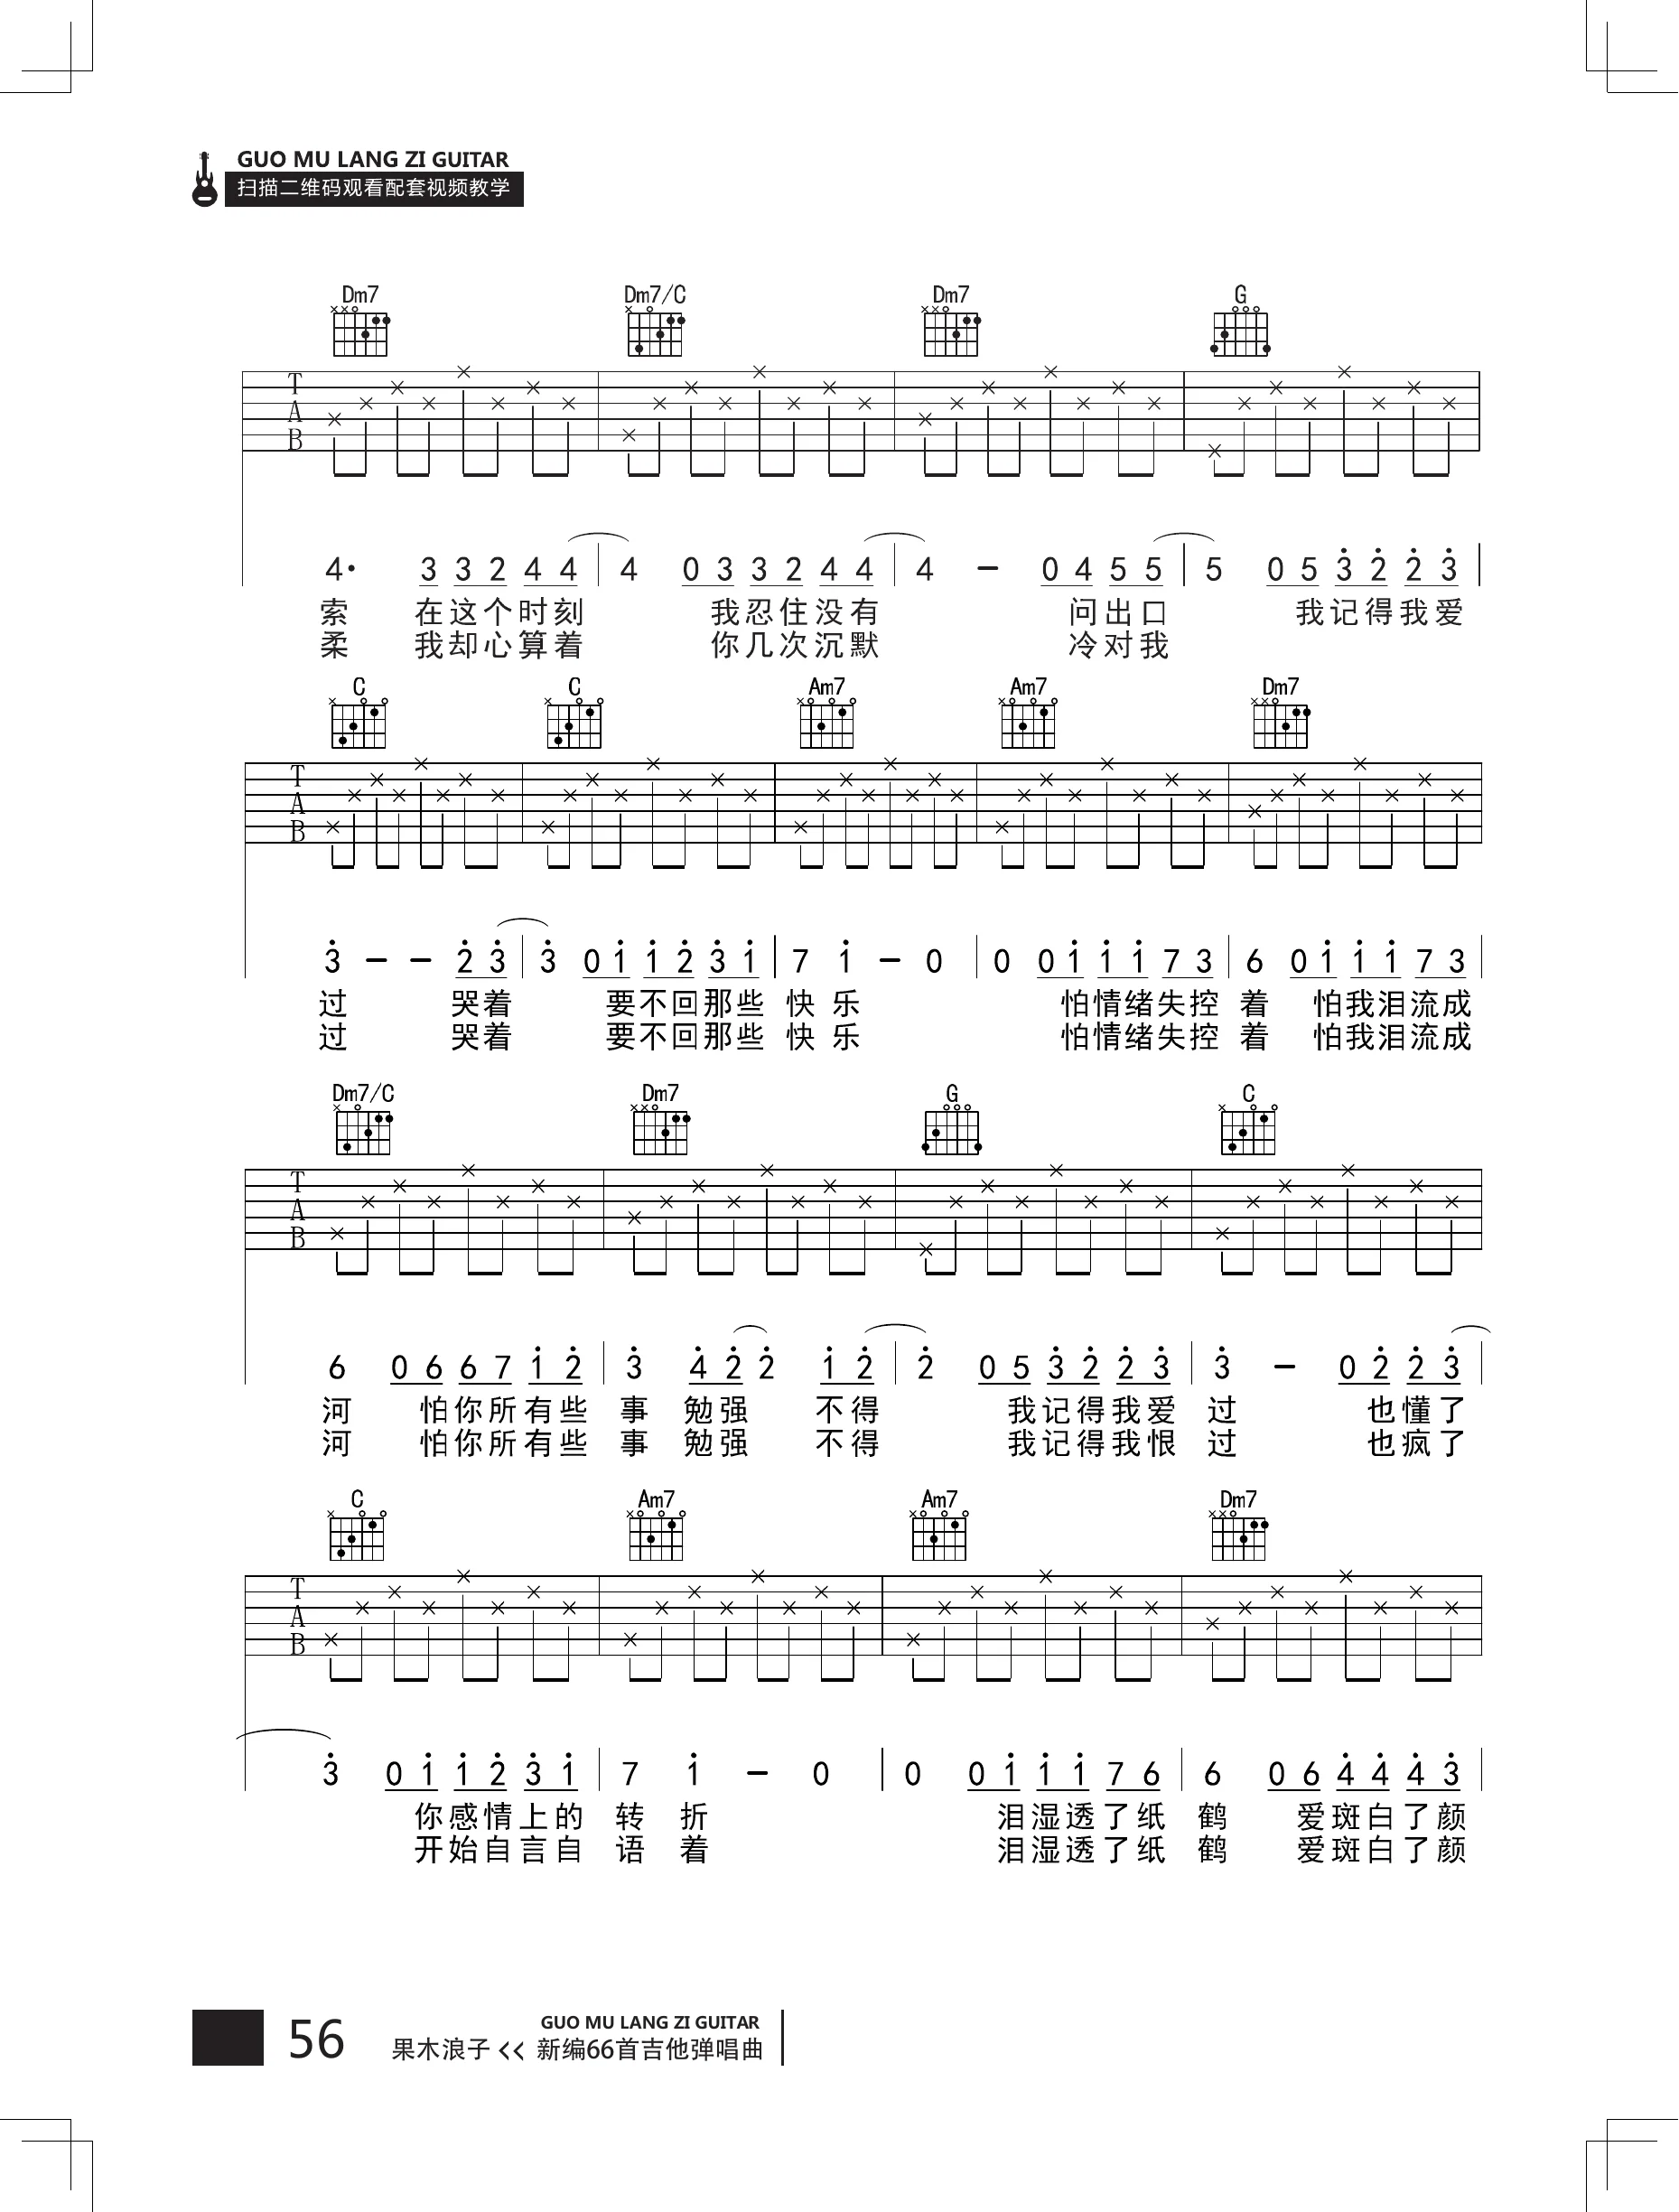 GUO MU LANG ZI GUITAR
扫描二维码观看配套视频教学
Dm7 Dm7/C Dm7 G
T
A
B
4· 3 3 2 4 4 | 4 0 3 3 2 4 4 | 4 – 0 4 5 5 | 5 0 5 3 2 2 3
索 在这个时刻 我忍住没有 问出口 我记得我爱
柔 我却心算着 你几次沉默 冷对我
C C Am7 Am7 Dm7
T
A
B
3 – – 2 3 | 3 0 1 1 2 3 1 | 7 1 – 0 | 0 0 1 1 1 7 3 | 6 0 1 1 1 7 3
过 哭着 要不回那些 快乐 怕情绪失控 着 怕我泪流成
过 哭着 要不回那些 快乐 怕情绪失控 着 怕我泪流成
Dm7/C Dm7 G C
T
A
B
6 0 6 6 7 1 2 | 3 4 2 2 1 2 | 2 0 5 3 2 2 3 | 3 – 0 2 2 3
河 怕你所有些 事 勉强 不得 我记得我爱 过 也懂了
河 怕你所有些 事 勉强 不得 我记得我恨 过 也疯了
C Am7 Am7 Dm7
T
A
B
3 0 1 1 2 3 1 | 7 1 – 0 | 0 0 1 1 1 7 6 | 6 0 6 4 4 4 3
你感情上的 转 折 泪湿透了纸 鹤 爱斑白了颜
开始自言自 语 着 泪湿透了纸 鹤 爱斑白了颜
56
GUO MU LANG ZI GUITAR
果木浪子 << 新编66首吉他弹唱曲